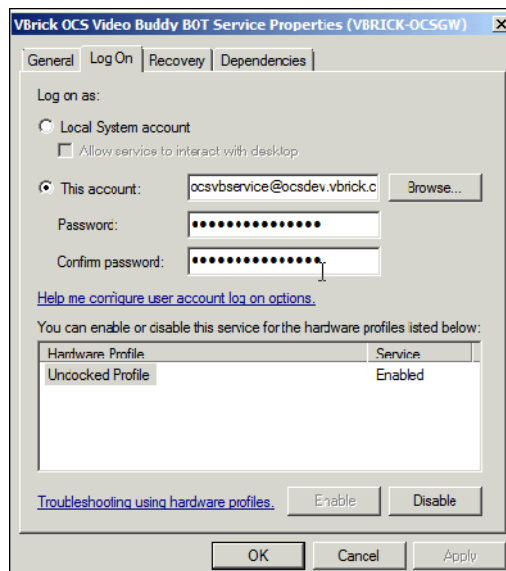 VBrick OCS Video Buddy BOT Service Properties (VBRICK-OCSGW)
General Log On Recovery Dependencies
Log on as:
Local System account
Allow service to interact with desktop
This account: ocsvbservice@ocsdev.vbrick.c Browse...
Password: •••••••••••••••
Confirm password: •••••••••••••••
Help me configure user account log on options.
You can enable or disable this service for the hardware profiles listed below:
Hardware Profile Service
Uncocked Profile Enabled
Troubleshooting using hardware profiles. Enable Disable
OK Cancel Apply